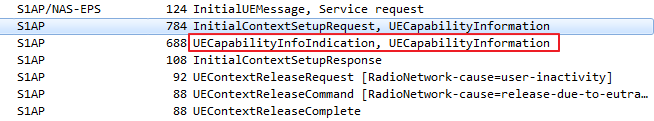 S1AP/NAS-EPS 124 InitialUEMessage, Service request
S1AP 784 InitialContextSetupRequest, UECapabilityInformation
S1AP 688 UECapabilityInfoIndication, UECapabilityInformation
S1AP 108 InitialContextSetupResponse
S1AP 92 UEContextReleaseRequest [RadioNetwork-cause=user-inactivity]
S1AP 88 UEContextReleaseCommand [RadioNetwork-cause=release-due-to-eutra…
S1AP 88 UEContextReleaseComplete